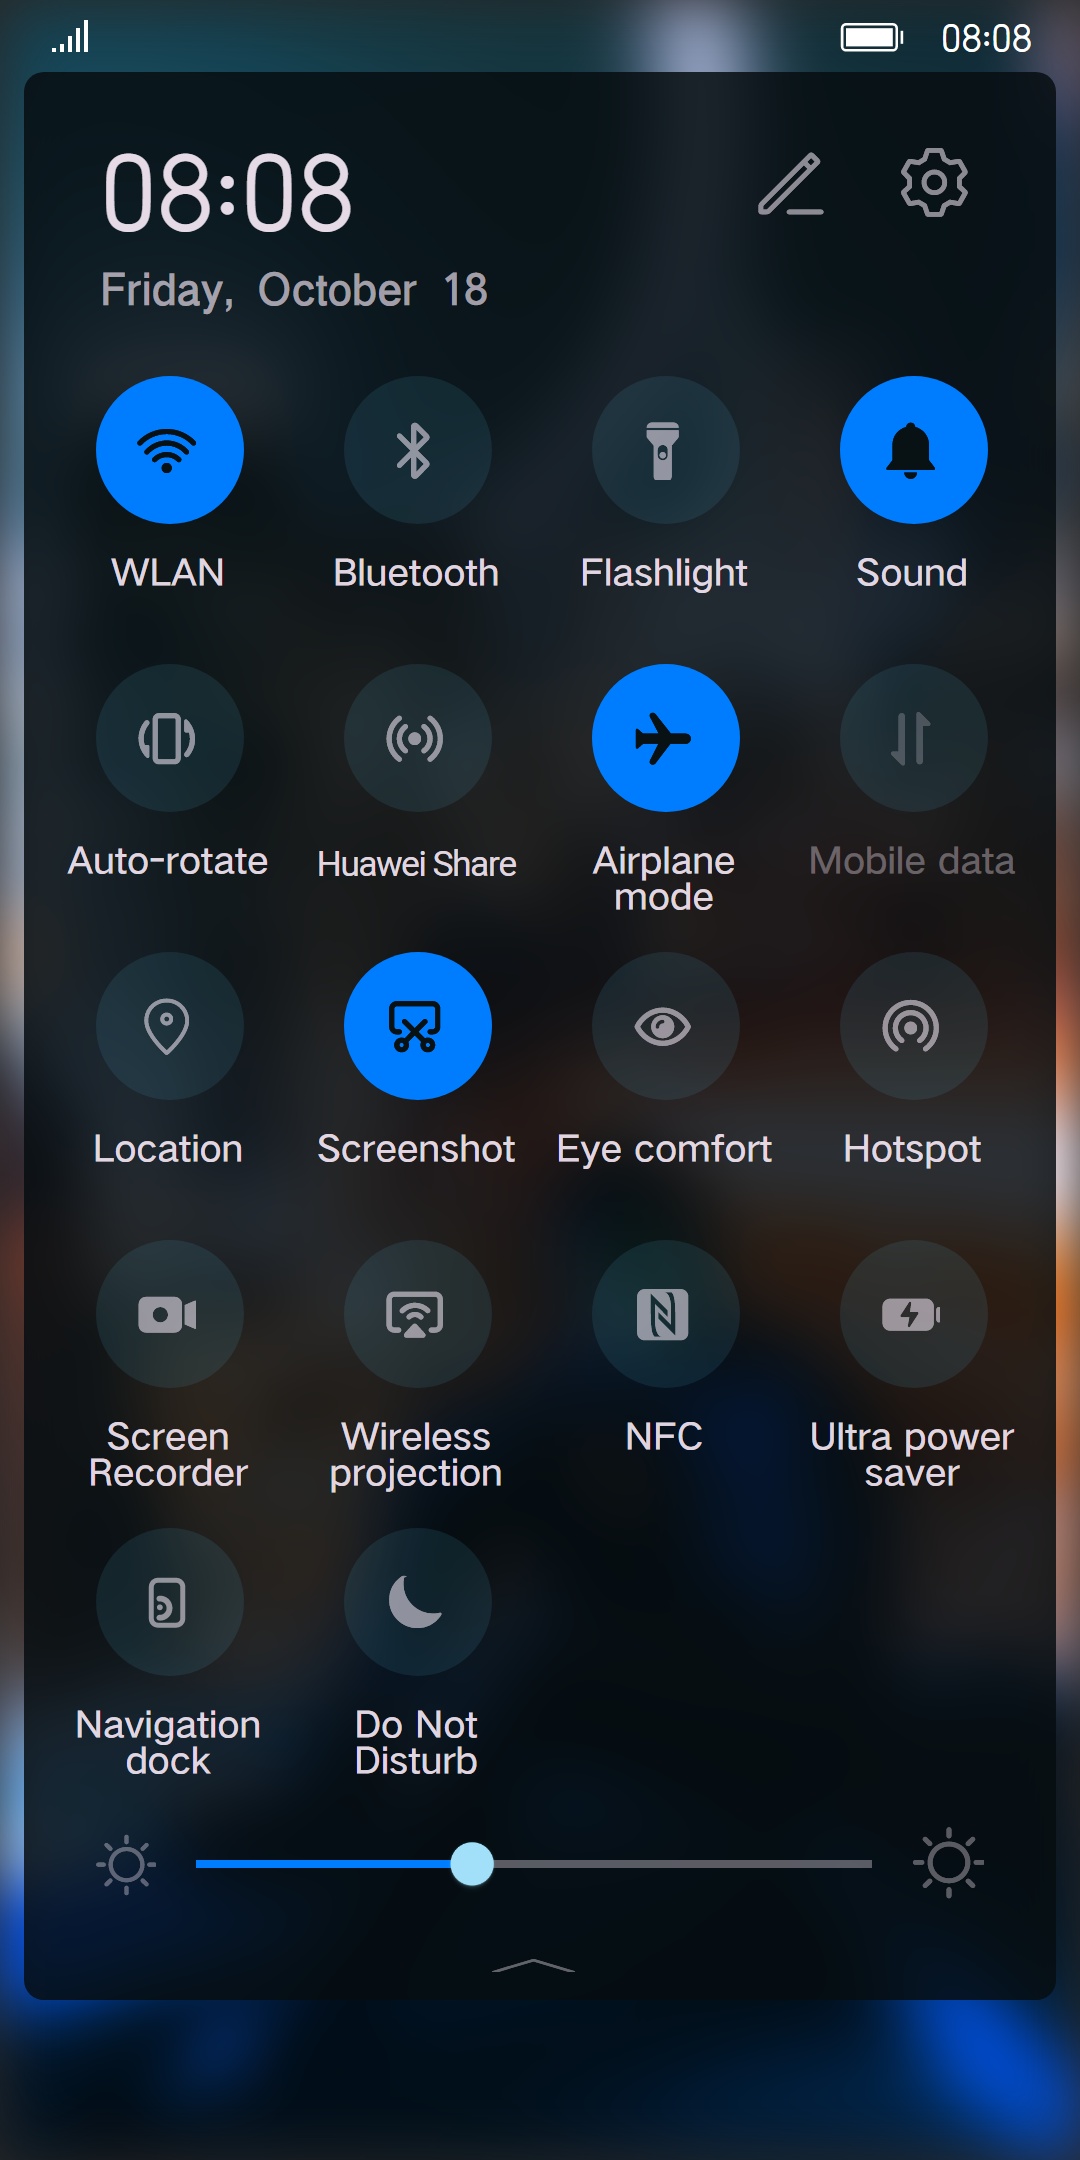 08:08
08:08
Friday, October 18
WLAN
Bluetooth
Flashlight
Sound
Auto-rotate
Huawei Share
Airplane
mode
Mobile data
Location
Screenshot
Eye comfort
Hotspot
Screen
Recorder
Wireless
projection
NFC
Ultra power
saver
Navigation
dock
Do Not
Disturb